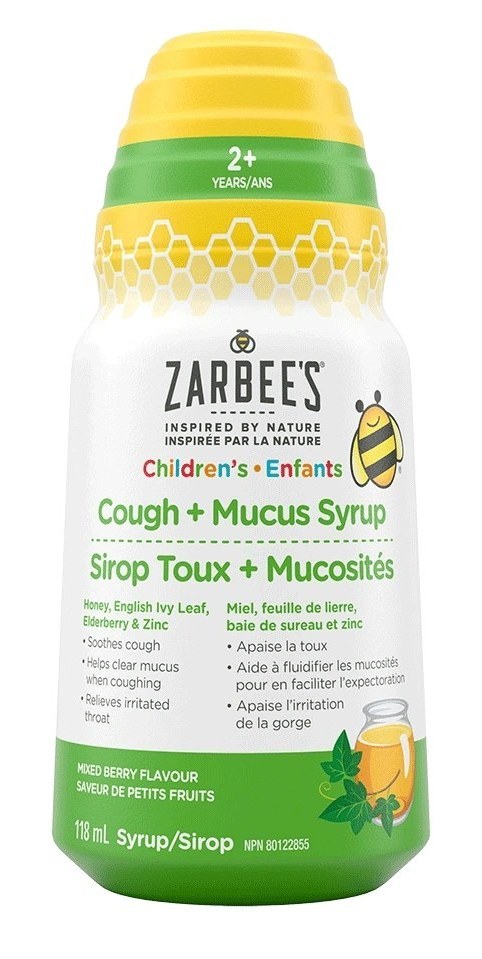 2+
YEARS/ANS
ZARBEE'S®
INSPIRED BY NATURE
INSPIRÉE PAR LA NATURE
Children's • Enfants
Cough + Mucus Syrup
Sirop Toux + Mucosités
Honey, English Ivy Leaf,
Elderberry & Zinc
• Soothes cough
• Helps clear mucus
when coughing
• Relieves irritated
throat
Miel, feuille de lierre,
baie de sureau et zinc
• Apaise la toux
• Aide à fluidifier les mucosités
pour en faciliter l'expectoration
• Apaise l'irritation
de la gorge
MIXED BERRY FLAVOUR
SAVEUR DE PETITS FRUITS
118 mL Syrup/Sirop NPN 80122855